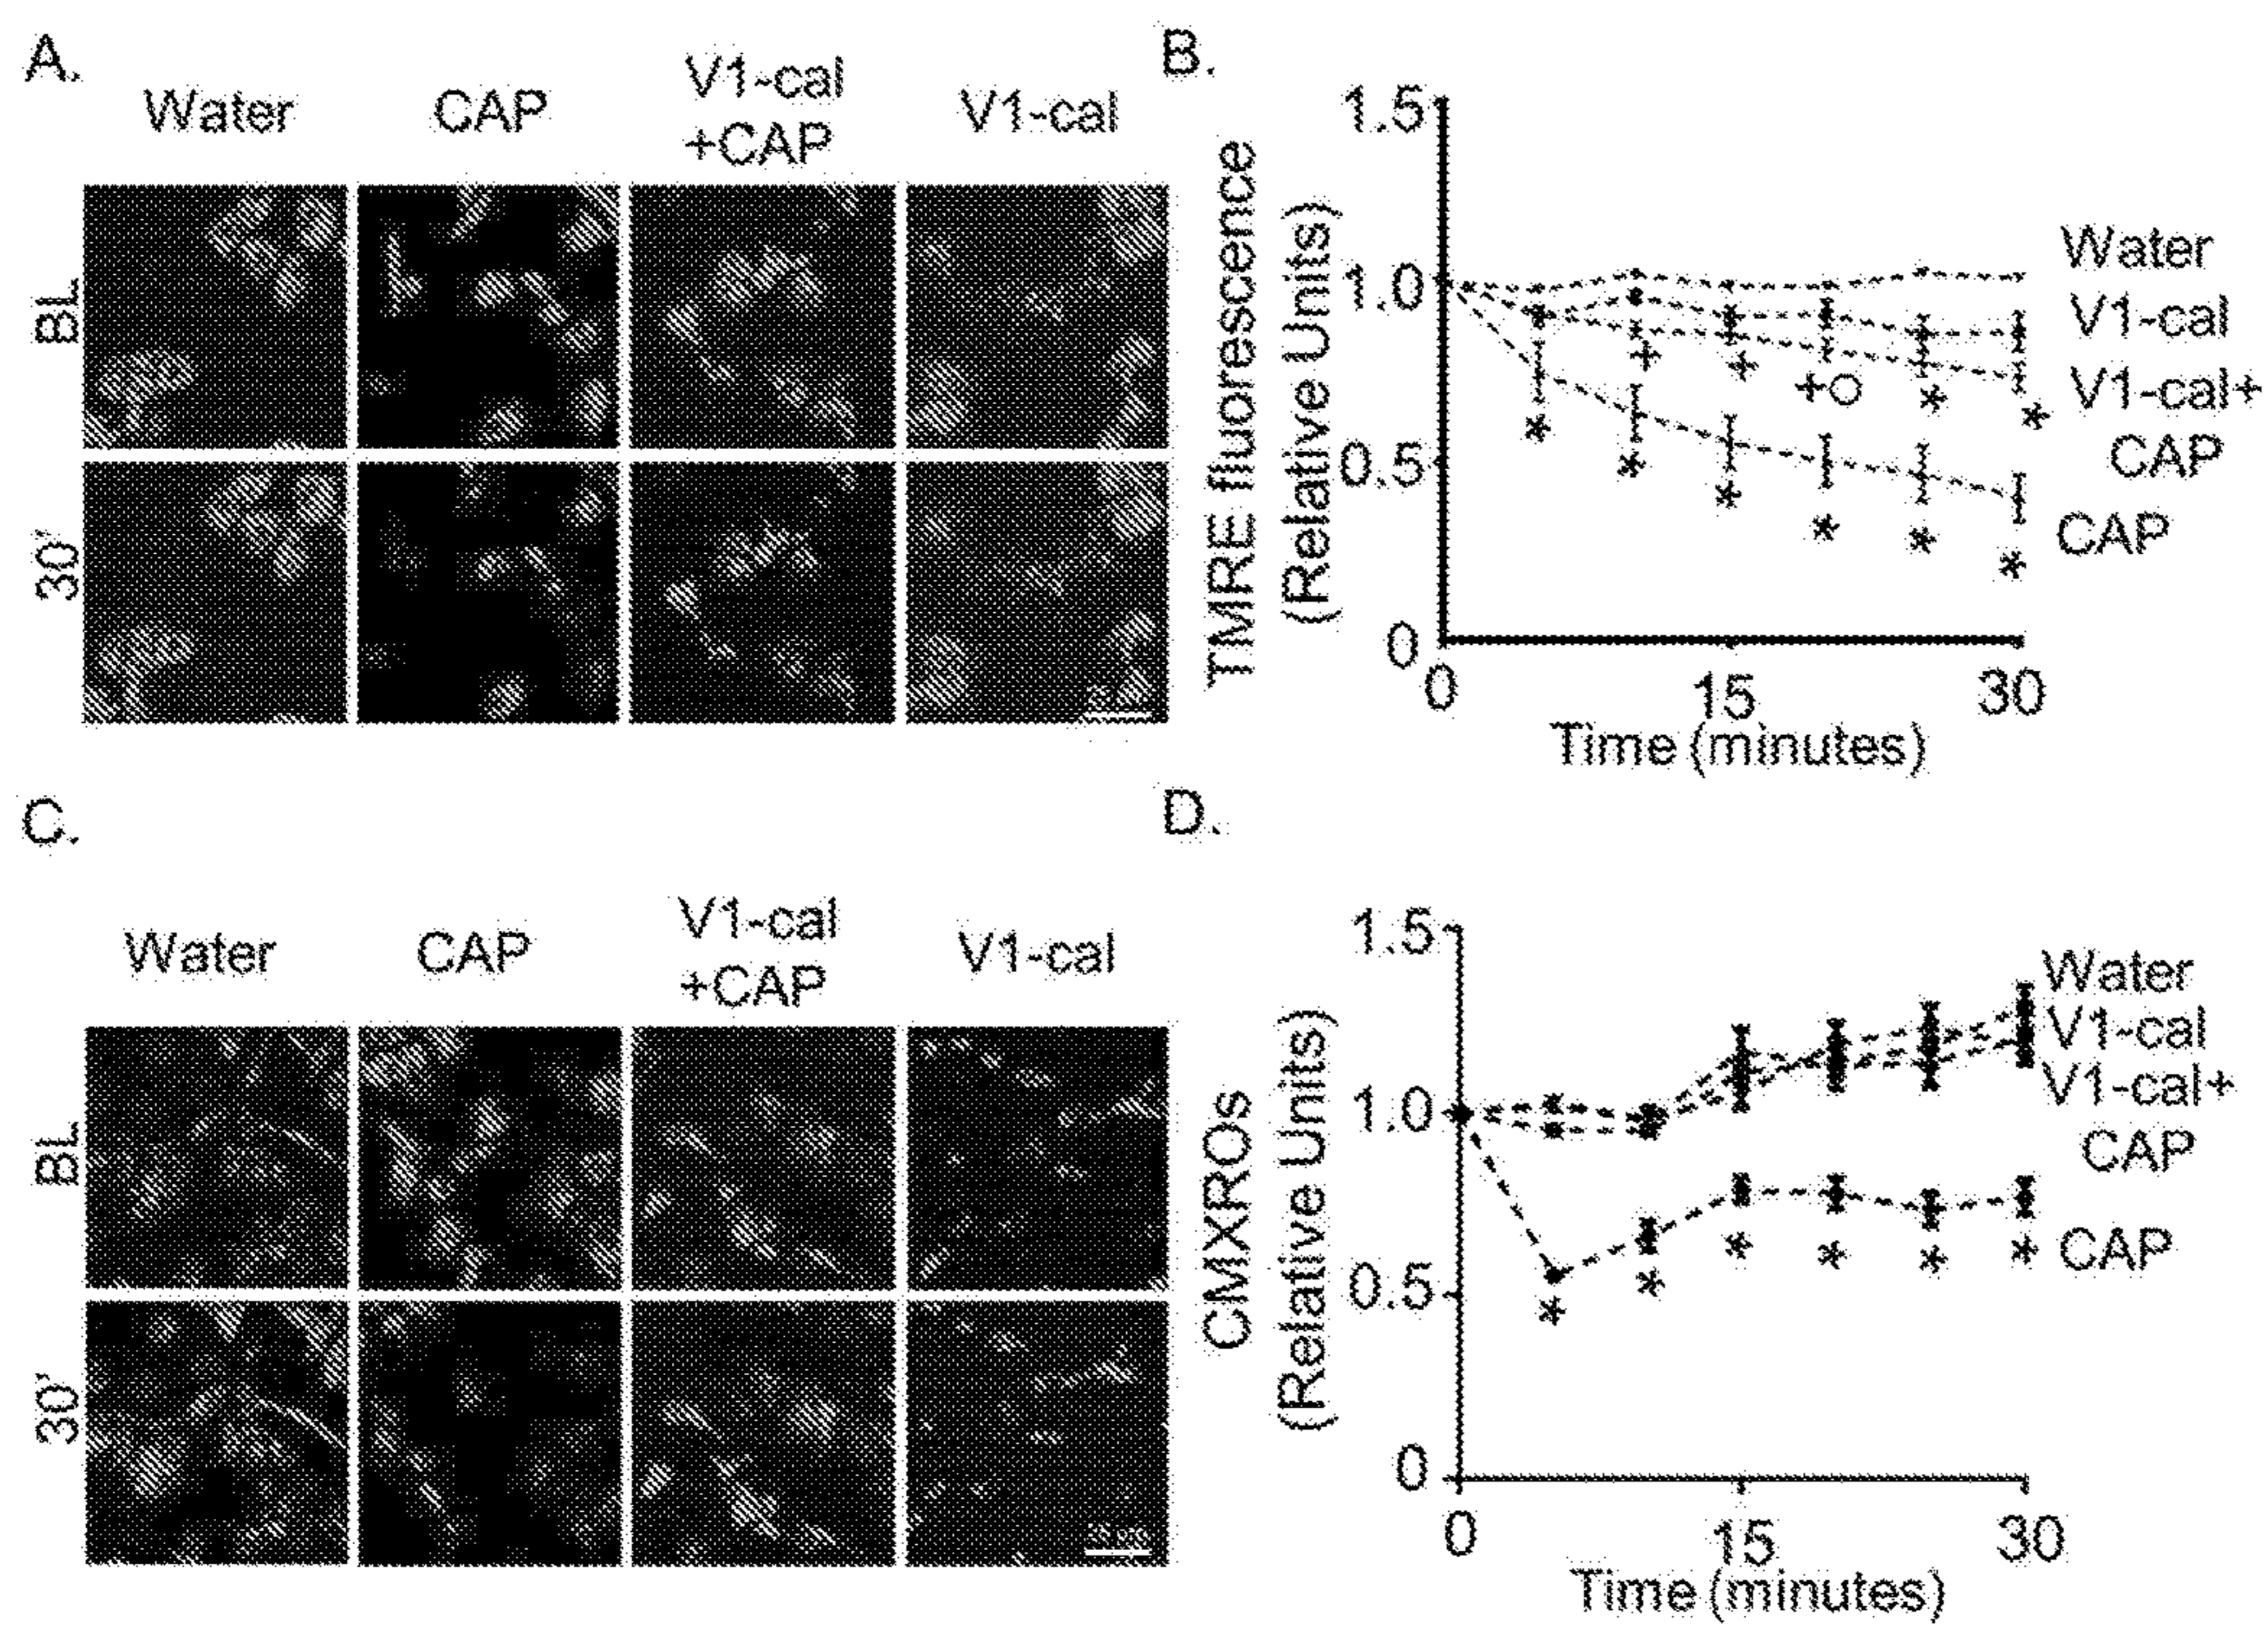 A.
Water
CAP
V1-cal
+CAP
V1-cal
BL
30'
B.
TMRE fluorescence
(Relative Units)
1.5
1.0
0.5
0
0
15
30
Time (minutes)
Water
V1-cal
V1-cal+
CAP
CAP
+
+
+○
*
*
*
*
*
*
*
*
C.
Water
CAP
V1-cal
+CAP
V1-cal
BL
30'
D.
CMXROs
(Relative Units)
1.5
1.0
0.5
0
0
15
30
Time (minutes)
Water
V1-cal
V1-cal+
CAP
CAP
*
*
*
*
*
*